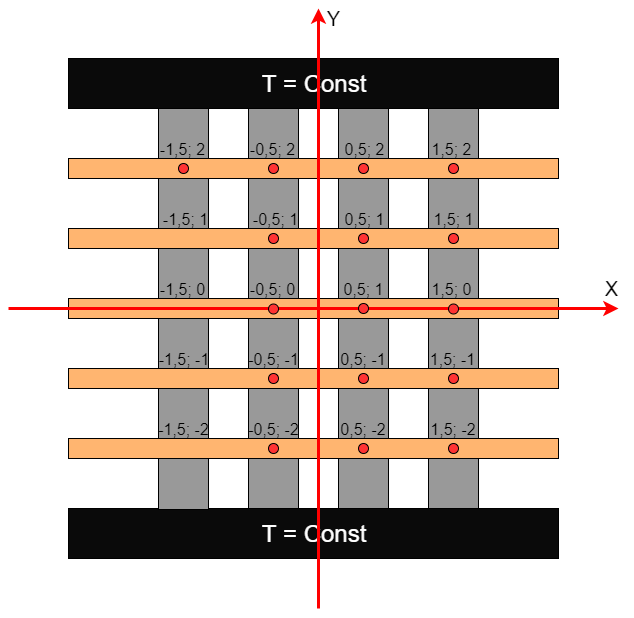 Y
T = Const
-1,5; 2 -0,5; 2 0,5; 2 1,5; 2
-1,5; 1 -0,5; 1 0,5; 1 1,5; 1
X
-1,5; 0 -0,5; 0 0,5; 1 1,5; 0
-1,5; -1 -0,5; -1 0,5; -1 1,5; -1
-1,5; -2 -0,5; -2 0,5; -2 1,5; -2
T = Const